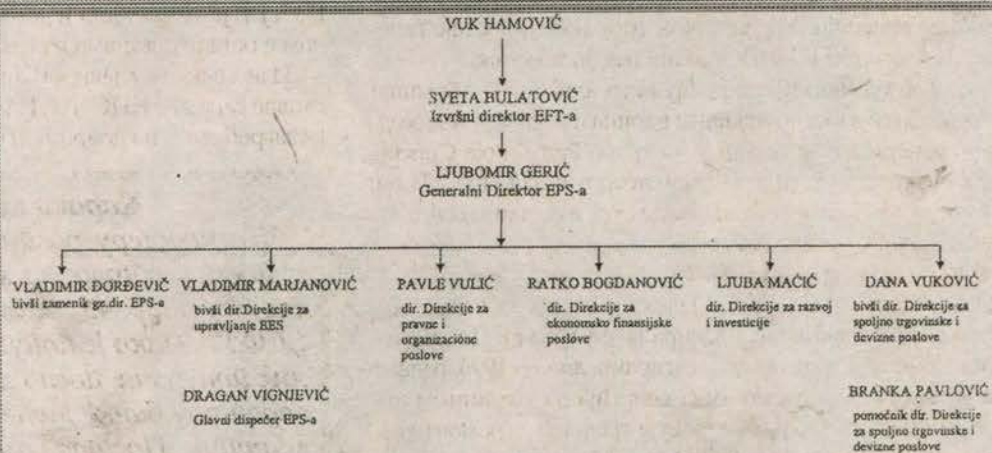 VUK HAMOVIĆ
SVETA BULATOVIĆ
Izvršni direktor EFT-a
LJUBOMIR GERIĆ
Generalni Direktor EPS-a
VLADIMIR ĐORĐEVIČ
bivši zamenik gz.dir. EPS-a
VLADIMIR MARJANOVIĆ
bivši dir.Direkcije za
upravljanje EES
DRAGAN VIGNJEVIĆ
Glavni dispečer EPS-a
PAVLE VULIĆ
dir. Direkcije za
pravne i
organizacione
poslove
RATKO BOGDANOVIĆ
dir. Direkcije za
ekonomsko finansijske
poslove
LJUBA MAĆIĆ
dir. Direkcije za razvoj
i investicije
DANA VUKOVIĆ
bivši dir. Direkcije za
spoljno trgovinske i
devizne poslove
BRANKA PAVLOVIĆ
pomoćnik dir. Direkcije
za spoljno trgovinske i
devizne poslove